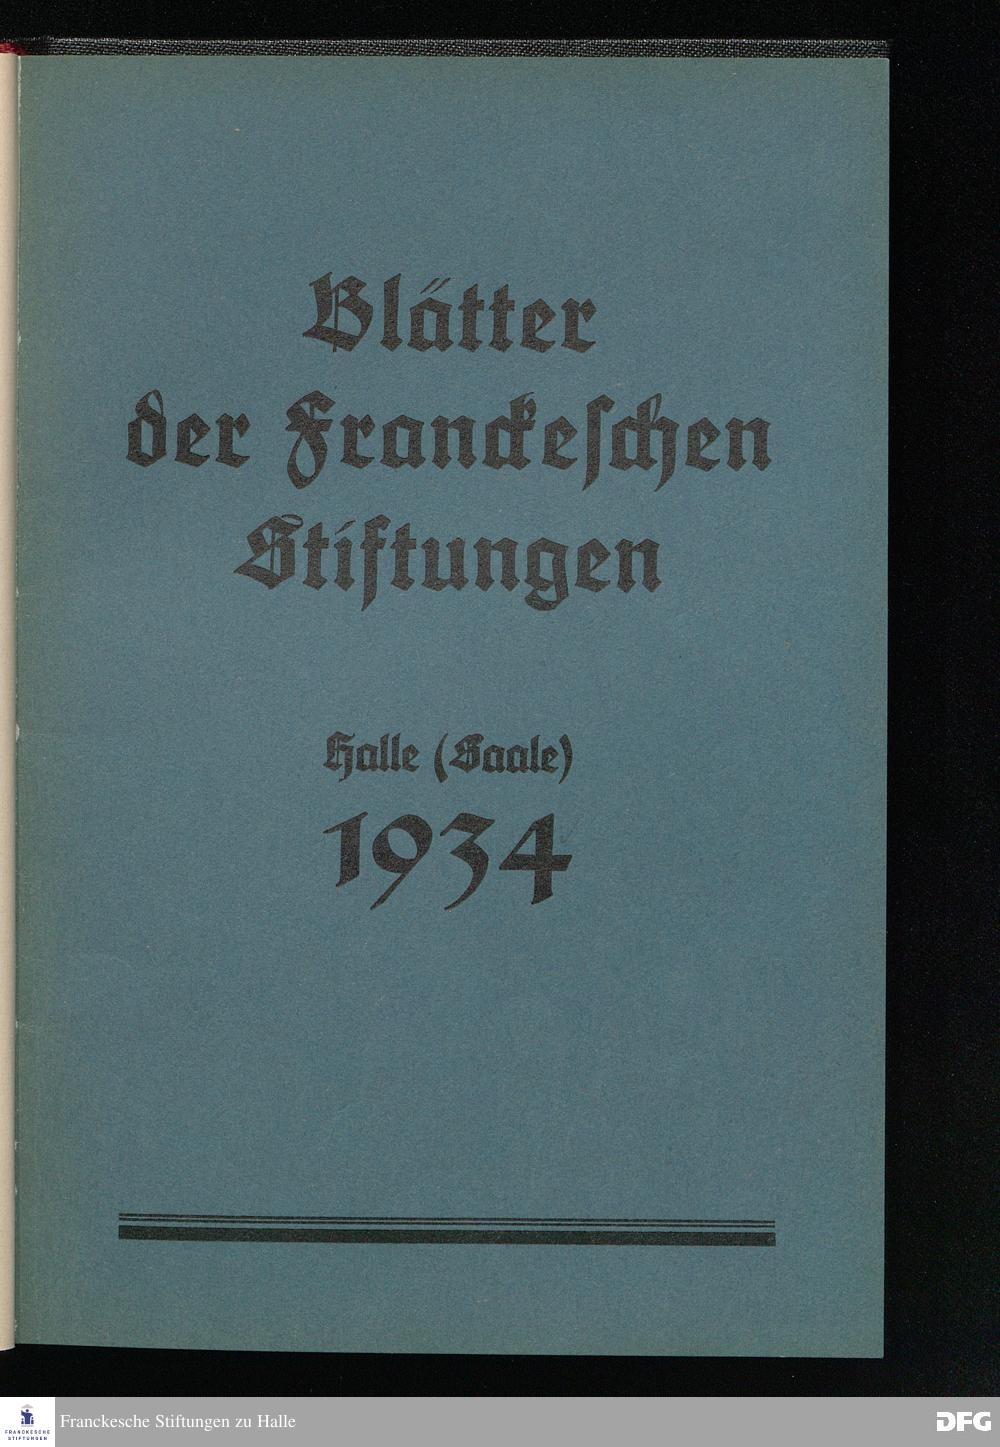 Blätter
der Franckeschen
Stiftungen
Halle (Saale)
1934
FRANCKESCHE
STIFTUNGEN
Franckesche Stiftungen zu Halle
DFG